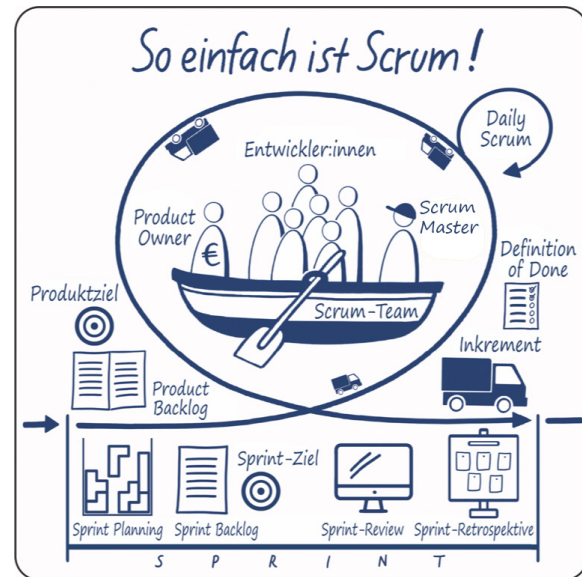 So einfach ist Scrum!
Daily
Scrum
Entwickler:innen
Product
Owner
€
Scrum
Master
Scrum-Team
Definition
of Done
Produktziel
Inkrement
Product
Backlog
Sprint-Ziel
Sprint Planning
Sprint Backlog
Sprint-Review
Sprint-Retrospektive
SPRINT